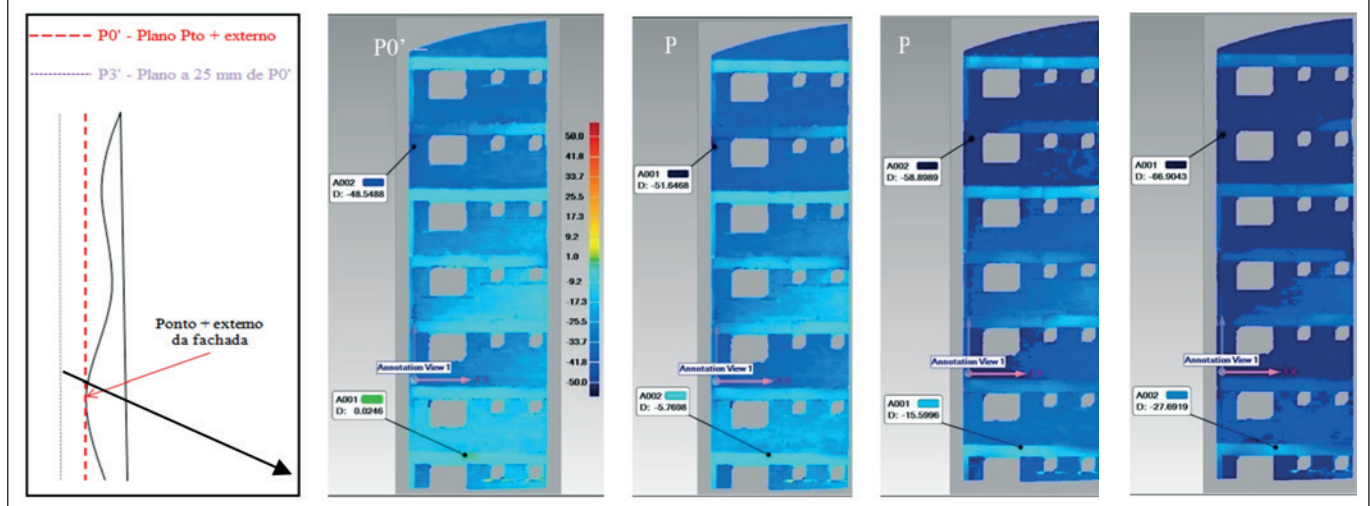 P0' - Plano Pto + externo
P3' - Plano a 25 mm de P0'
Ponto + externo
da fachada
P0’ –
A002
D: -48.5488
50.0
41.8
33.7
25.5
17.3
9.2
1.0
-9.2
-17.3
-25.5
-33.7
-41.8
-50.0
Annotation View 1
X
A001
D: 0.0246
P
A001
D: -51.6468
Annotation View 1
A002
D: -5.7698
P
A002
D: -58.8989
Annotation View 1
A001
D: -15.5996
A001
D: -66.9043
Annotation View 1
A002
D: -27.6919